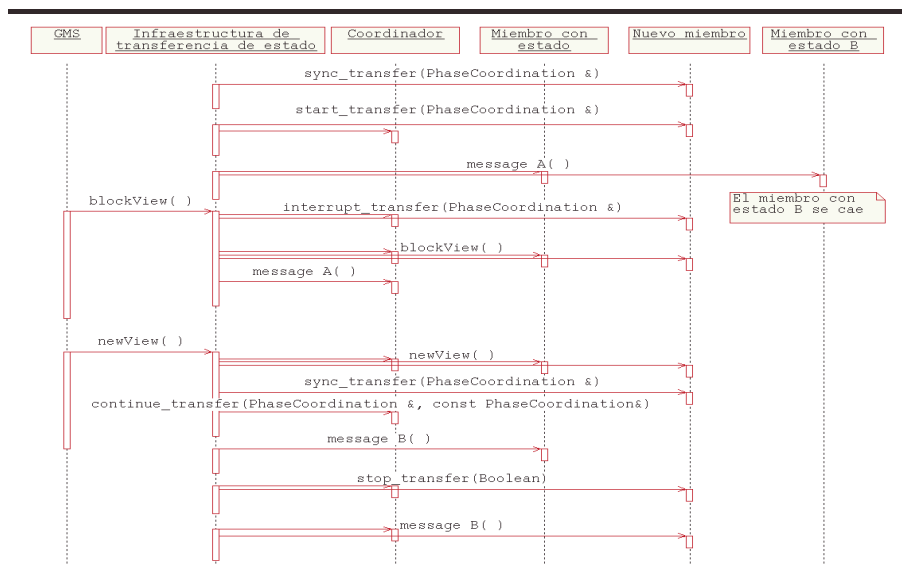 GMS
Infraestructura de
transferencia de estado
Coordinador
Miembro con
estado
Nuevo miembro
Miembro con
estado B
sync_transfer(PhaseCoordination &)
start_transfer(PhaseCoordination &)
message A( )
El miembro con
estado B se cae
blockView( )
interrupt_transfer(PhaseCoordination &)
blockView( )
message A( )
newView( )
newView( )
sync_transfer(PhaseCoordination &)
continue_transfer(PhaseCoordination &, const PhaseCoordination&)
message B( )
stop_transfer(Boolean)
message B( )